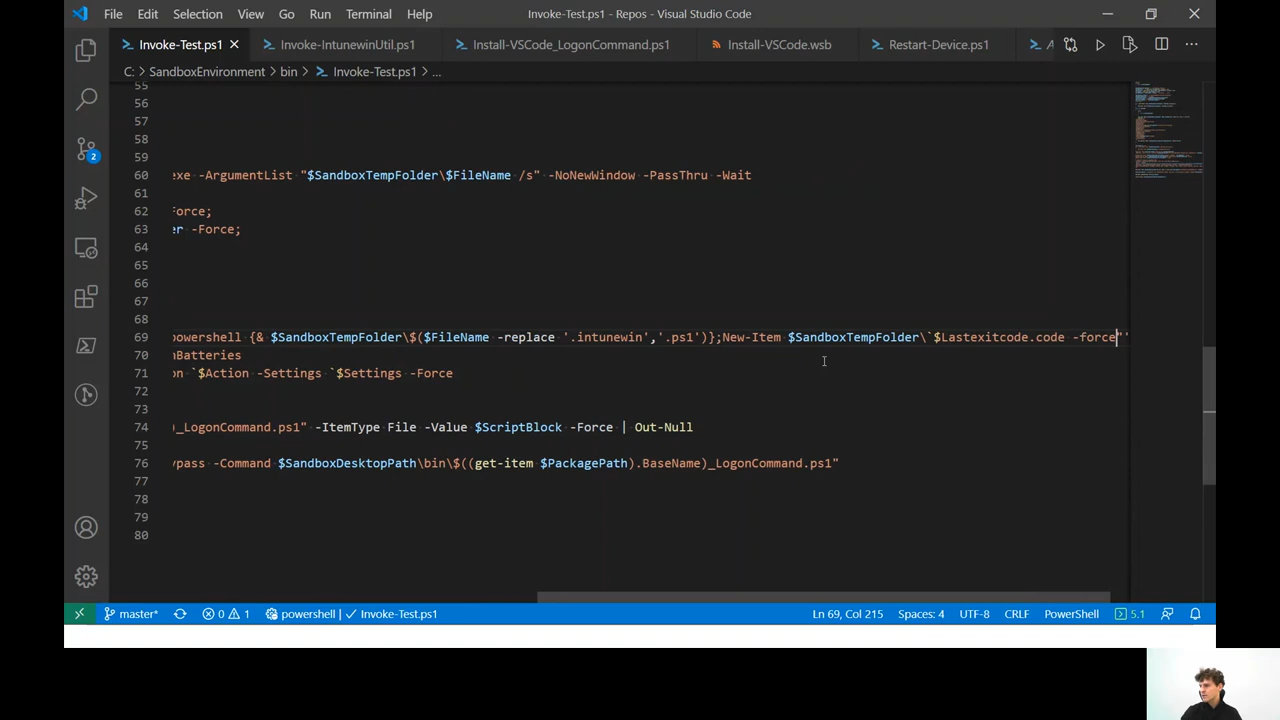 File Edit Selection View Go Run Terminal Help Invoke-Test.ps1 - Repos - Visual Studio Code
Invoke-Test.ps1 Invoke-IntunewinUtil.ps1 Install-VSCode_LogonCommand.ps1 Install-VSCode.wsb Restart-Device.ps1
C: > SandboxEnvironment > bin > Invoke-Test.ps1 > ...
55
56
57
58
59
60 exe -ArgumentList "$SandboxTempFolder\$FileName /s" -NoNewWindow -PassThru -Wait
61
62 Force;
63 er -Force;
64
65
66
67
68
69 powershell {& $SandboxTempFolder\$($FileName -replace '.intunewin','.ps1')};New-Item $SandboxTempFolder\`$Lastexitcode.code -force"'
70 nBatteries
71 n `$Action -Settings `$Settings -Force
72
73
74 )_LogonCommand.ps1" -ItemType File -Value $ScriptBlock -Force | Out-Null
75
76 ypass -Command $SandboxDesktopPath\bin\$((get-item $PackagePath).BaseName)_LogonCommand.ps1"
77
78
79
80
2
master* 0 1 powershell | Invoke-Test.ps1 Ln 69, Col 215 Spaces: 4 UTF-8 CRLF PowerShell 5.1